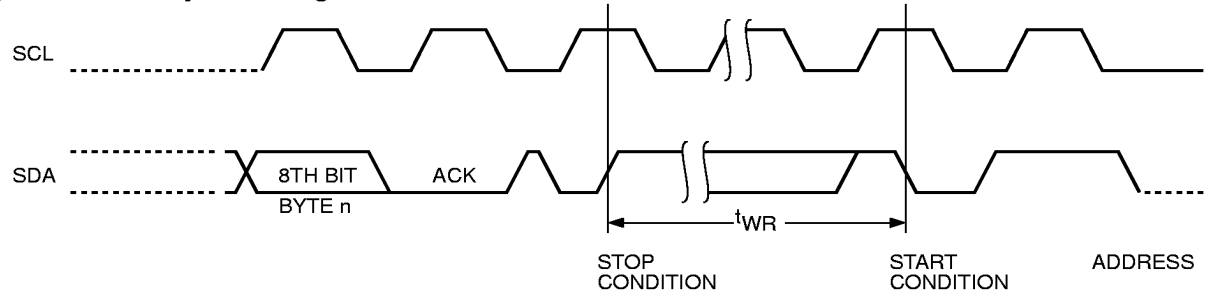 SCL
SDA
8TH BIT
ACK
BYTE n
tWR
STOP
CONDITION
START
CONDITION
ADDRESS